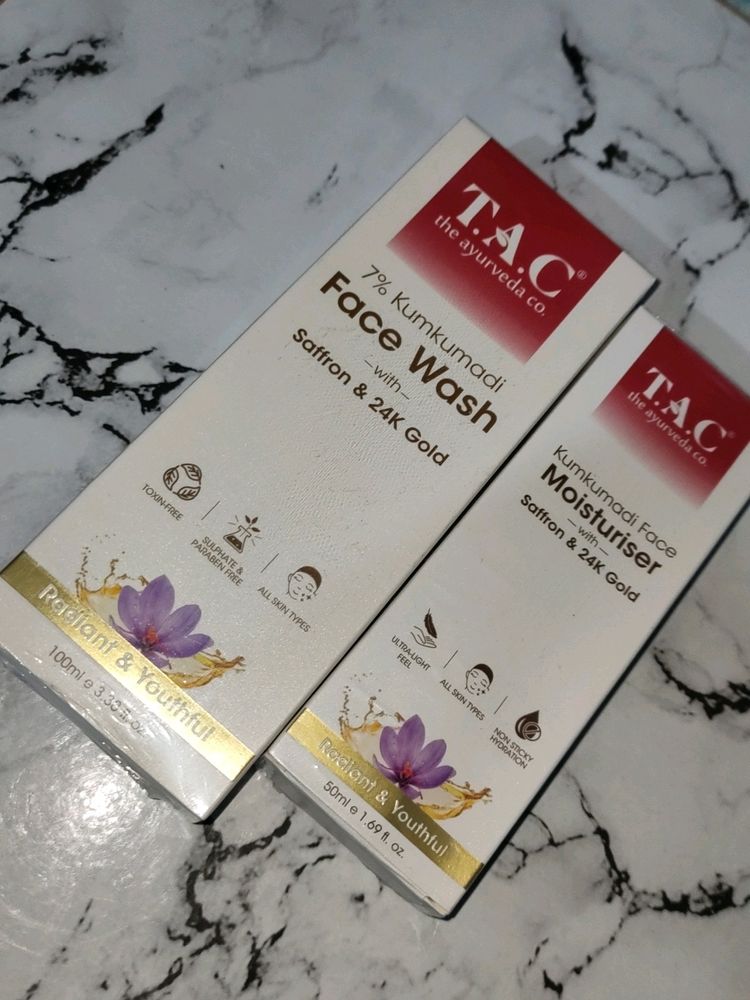 T.A.C®
the ayurveda co.
7% Kumkumadi
Face Wash
–with–
Saffron & 24K Gold
TOXIN-FREE
SULPHATE &
PARABEN FREE
ALL SKIN TYPES
Radiant & Youthful
100ml e 3.38 fl. oz.
T.A.C®
the ayurveda co.
Kumkumadi Face
Moisturiser
–with–
Saffron & 24K Gold
ULTRA-LIGHT
FEEL
ALL SKIN TYPES
NON STICKY
HYDRATION
Radiant & Youthful
50ml e 1.69 fl. oz.